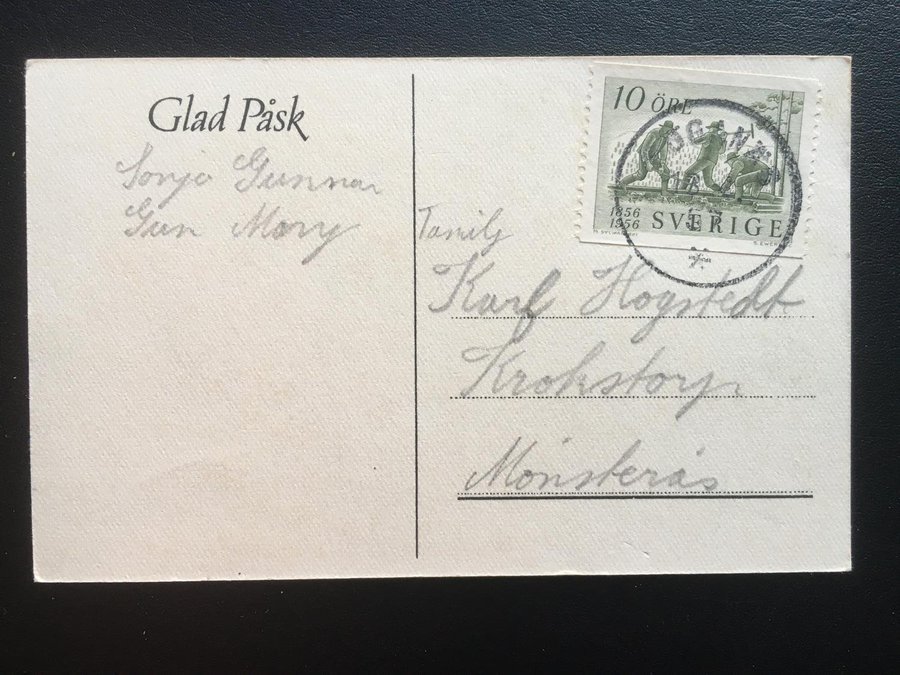 Glad Påsk
Sonja Gunnar
Gun Mary
10 ÖRE
1856
1956 SVERIGE
Familj
Karl Hogstedt
Krokstorp
Mönsterås